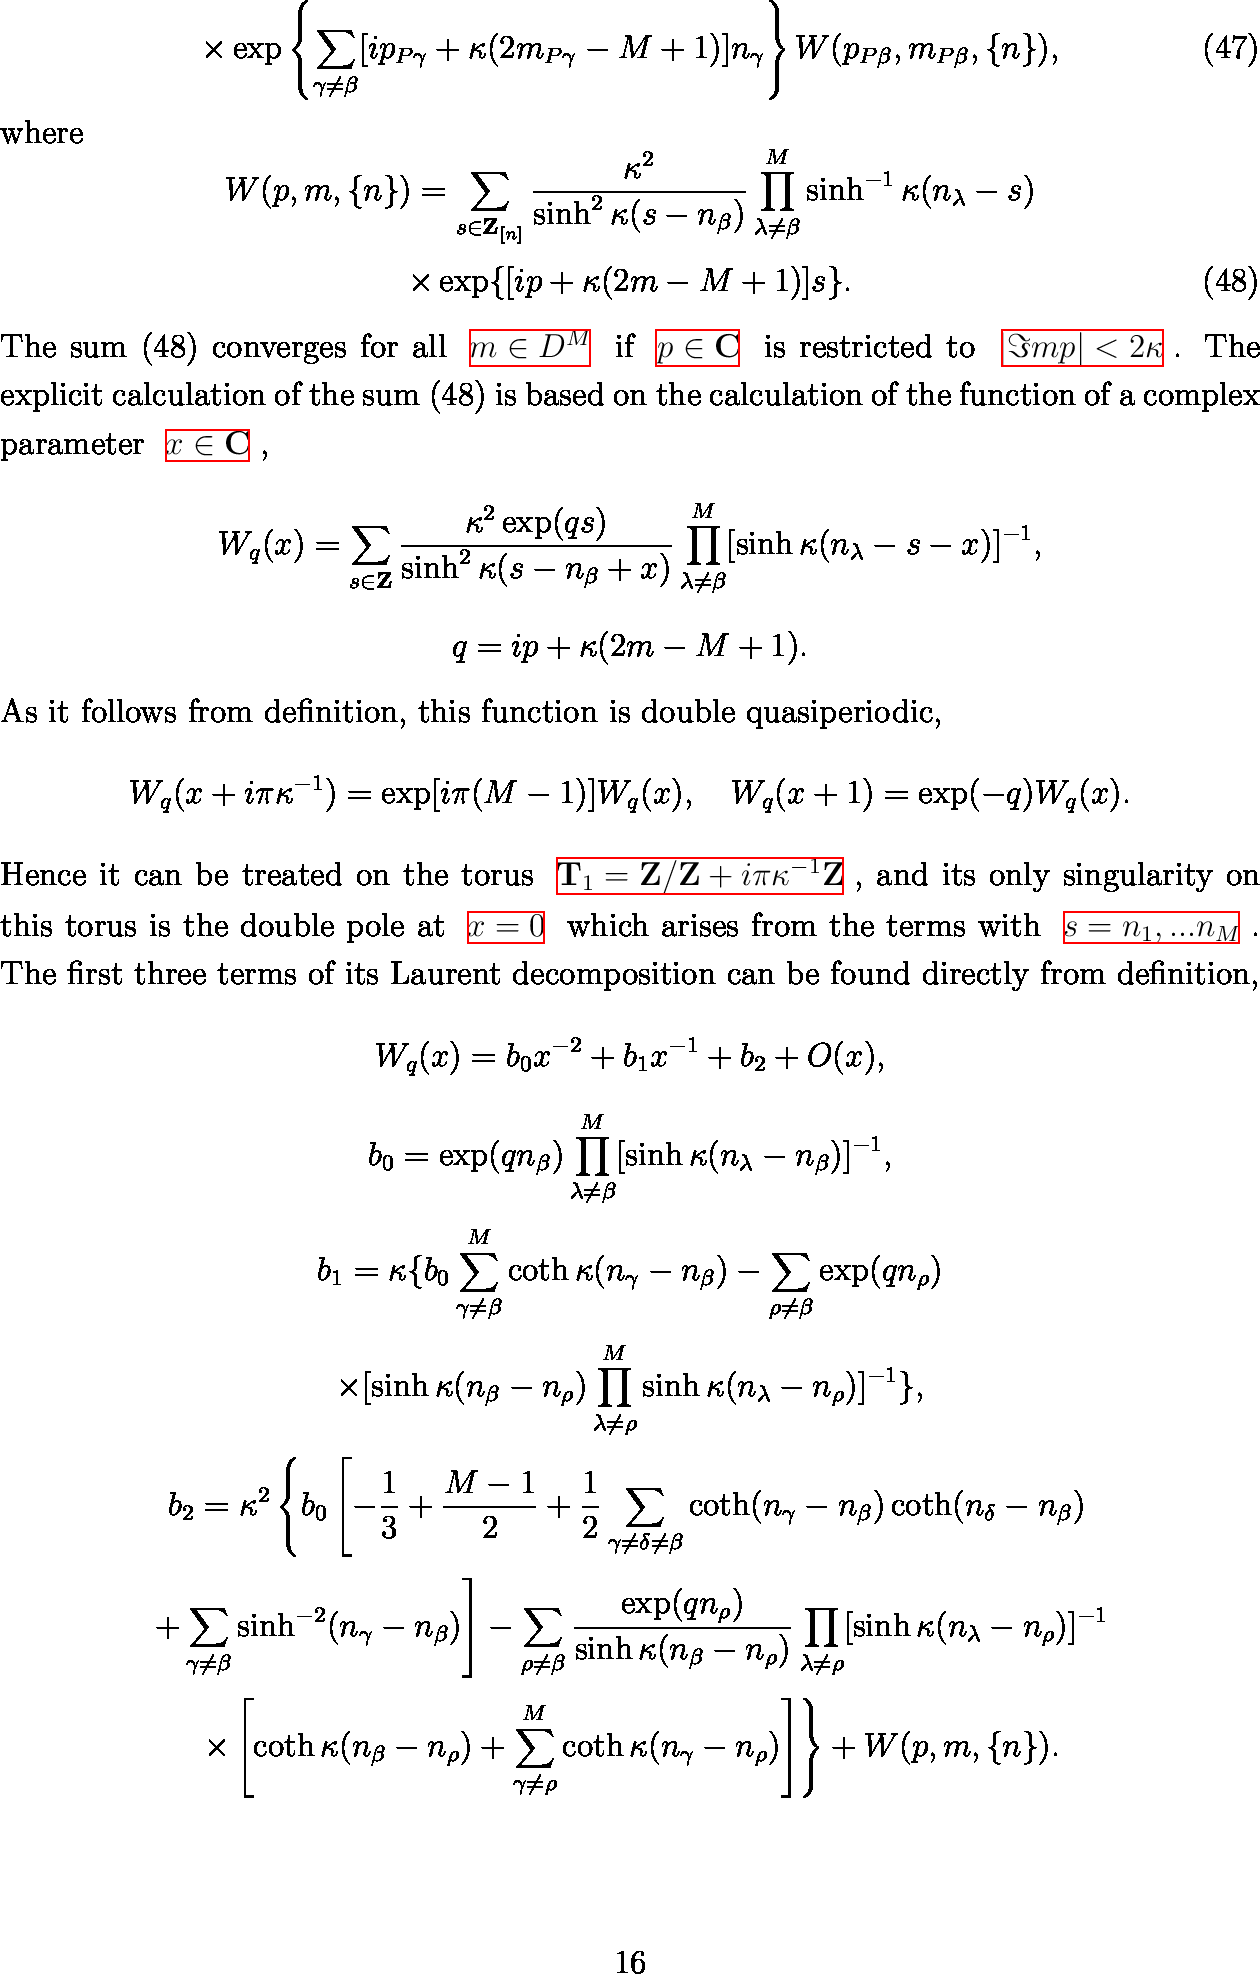 $$\times \exp\left\{\sum_{\gamma\neq\beta}[ip_{P\gamma} + \kappa(2m_{P\gamma} - M + 1)]n_\gamma\right\} W(p_{P\beta}, m_{P\beta}, \{n\}), \quad (47)$$
where
$$W(p, m, \{n\}) = \sum_{s\in\mathbf{Z}_{[n]}} \frac{\kappa^2}{\sinh^2 \kappa(s - n_\beta)} \prod_{\lambda\neq\beta}^{M} \sinh^{-1} \kappa(n_\lambda - s)$$
$$\times \exp\{[ip + \kappa(2m - M + 1)]s\}. \quad (48)$$
The sum (48) converges for all $m \in D^M$ if $p \in \mathbf{C}$ is restricted to $\Im mp| < 2\kappa$ . The
explicit calculation of the sum (48) is based on the calculation of the function of a complex
parameter $x \in \mathbf{C}$ ,
$$W_q(x) = \sum_{s\in\mathbf{Z}} \frac{\kappa^2 \exp(qs)}{\sinh^2 \kappa(s - n_\beta + x)} \prod_{\lambda\neq\beta}^{M} [\sinh \kappa(n_\lambda - s - x)]^{-1},$$
$$q = ip + \kappa(2m - M + 1).$$
As it follows from definition, this function is double quasiperiodic,
$$W_q(x + i\pi\kappa^{-1}) = \exp[i\pi(M - 1)]W_q(x), \quad W_q(x + 1) = \exp(-q)W_q(x).$$
Hence it can be treated on the torus $\mathbf{T}_1 = \mathbf{Z}/\mathbf{Z} + i\pi\kappa^{-1}\mathbf{Z}$ , and its only singularity on
this torus is the double pole at $x = 0$ which arises from the terms with $s = n_1, ...n_M$ .
The first three terms of its Laurent decomposition can be found directly from definition,
$$W_q(x) = b_0x^{-2} + b_1x^{-1} + b_2 + O(x),$$
$$b_0 = \exp(qn_\beta) \prod_{\lambda\neq\beta}^{M} [\sinh \kappa(n_\lambda - n_\beta)]^{-1},$$
$$b_1 = \kappa\{b_0 \sum_{\gamma\neq\beta}^{M} \coth \kappa(n_\gamma - n_\beta) - \sum_{\rho\neq\beta} \exp(qn_\rho)$$
$$\times[\sinh \kappa(n_\beta - n_\rho) \prod_{\lambda\neq\rho}^{M} \sinh \kappa(n_\lambda - n_\rho)]^{-1}\},$$
$$b_2 = \kappa^2 \left\{ b_0 \left[ -\frac{1}{3} + \frac{M - 1}{2} + \frac{1}{2} \sum_{\gamma\neq\delta\neq\beta} \coth(n_\gamma - n_\beta) \coth(n_\delta - n_\beta) \right.\right.$$
$$\left. + \sum_{\gamma\neq\beta} \sinh^{-2}(n_\gamma - n_\beta) \right] - \sum_{\rho\neq\beta} \frac{\exp(qn_\rho)}{\sinh \kappa(n_\beta - n_\rho)} \prod_{\lambda\neq\rho} [\sinh \kappa(n_\lambda - n_\rho)]^{-1}$$
$$\left. \times \left[ \coth \kappa(n_\beta - n_\rho) + \sum_{\gamma\neq\rho}^{M} \coth \kappa(n_\gamma - n_\rho) \right] \right\} + W(p, m, \{n\}).$$
16